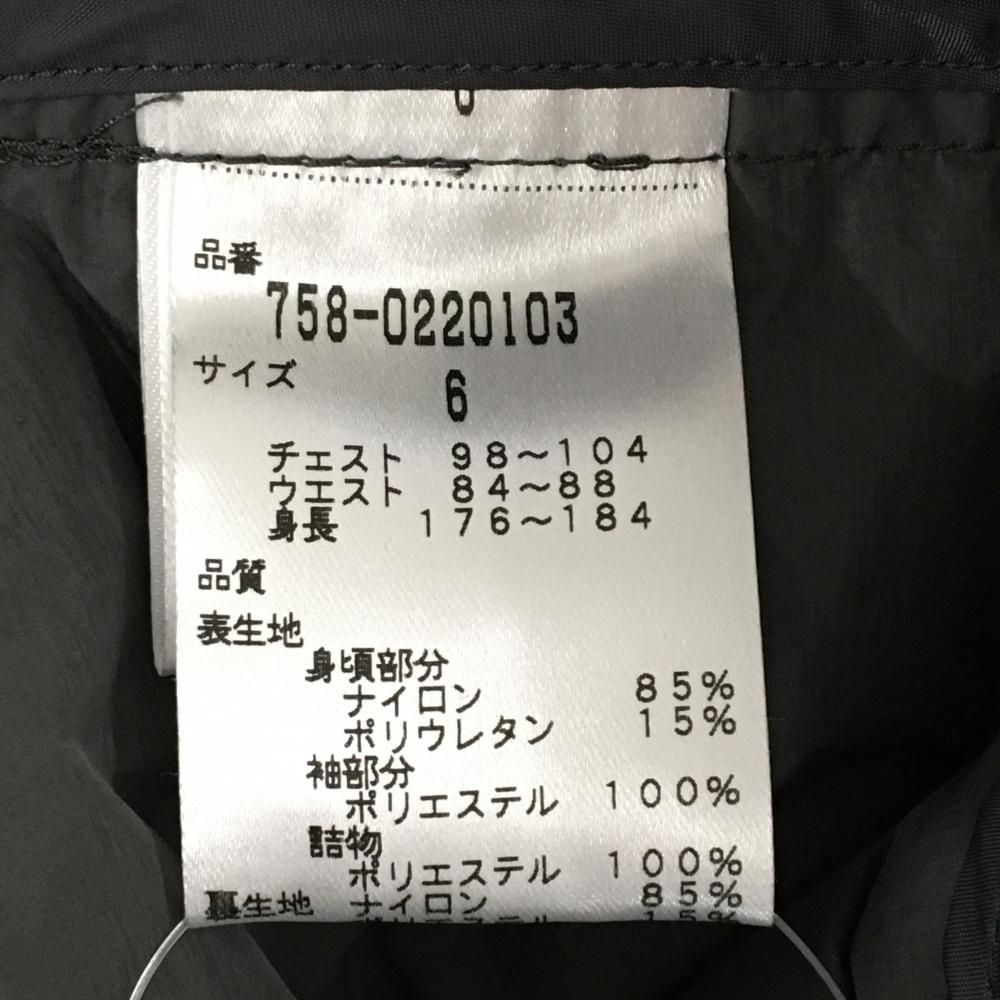 品番
758-0220103
サイズ 6
チェスト 98～104
ウエスト 84～88
身長 176～184
品質
表生地
身頃部分
ナイロン 85%
ポリウレタン 15%
袖部分
ポリエステル 100%
詰物
ポリエステル 100%
裏生地 ナイロン 85%
15%